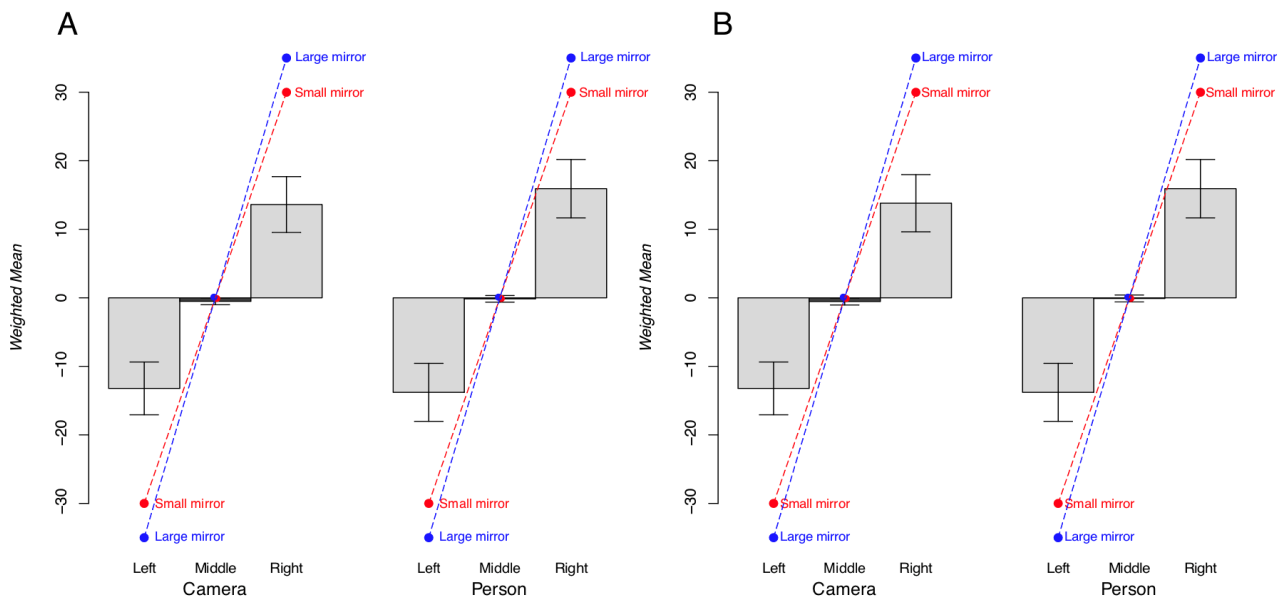 A
B
Large mirror
Large mirror
Large mirror
Large mirror
Small mirror
Small mirror
Small mirror
Small mirror
30
20
10
0
−10
−20
−30
Weighted Mean
30
20
10
0
−10
−20
−30
Weighted Mean
Small mirror
Small mirror
Small mirror
Small mirror
Large mirror
Large mirror
Large mirror
Large mirror
Left Middle Right
Left Middle Right
Left Middle Right
Left Middle Right
Camera
Person
Camera
Person